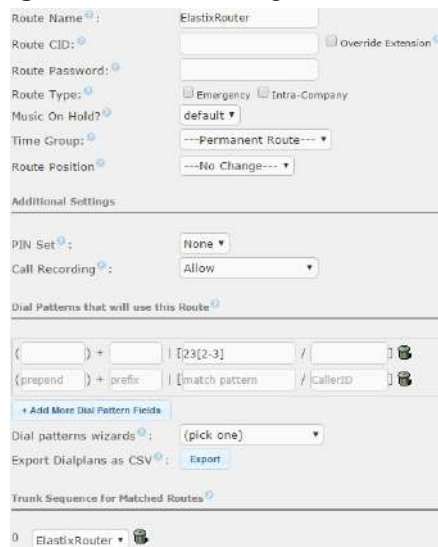 Route Name : ElastixRouter
Route CID: Override Extension
Route Password:
Route Type: Emergency Intra-Company
Music On Hold? default
Time Group: ---Permanent Route---
Route Position ---No Change---
Additional Settings
PIN Set : None
Call Recording : Allow
Dial Patterns that will use this Route
( ) + | [23[2-3] / ]
(prepend ) + prefix | [match pattern / CallerID ]
+ Add More Dial Pattern Fields
Dial patterns wizards : (pick one)
Export Dialplans as CSV : Export
Trunk Sequence for Matched Routes
0 ElastixRouter